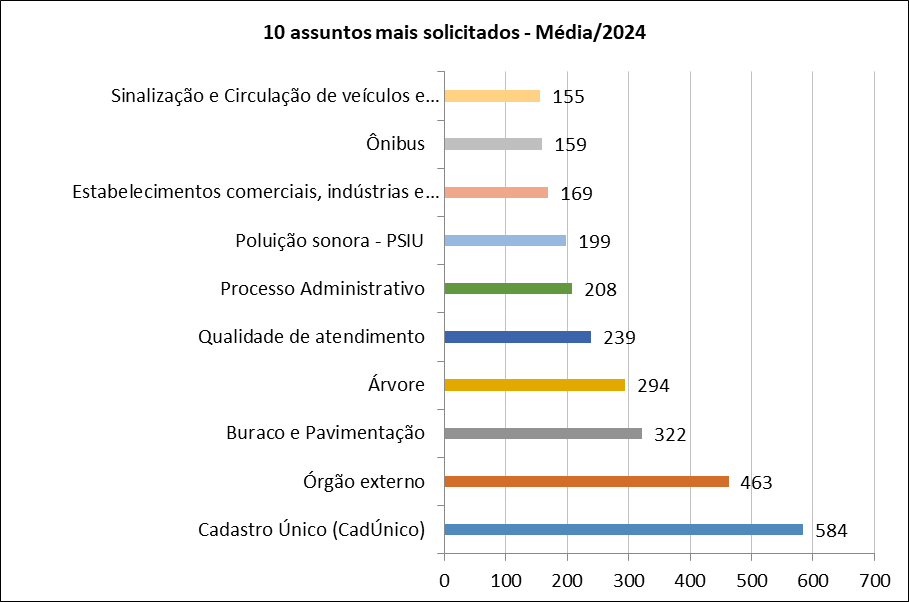 10 assuntos mais solicitados - Média/2024
Sinalização e Circulação de veículos e... 155
Ônibus 159
Estabelecimentos comerciais, indústrias e... 169
Poluição sonora - PSIU 199
Processo Administrativo 208
Qualidade de atendimento 239
Árvore 294
Buraco e Pavimentação 322
Órgão externo 463
Cadastro Único (CadÚnico) 584
0 100 200 300 400 500 600 700